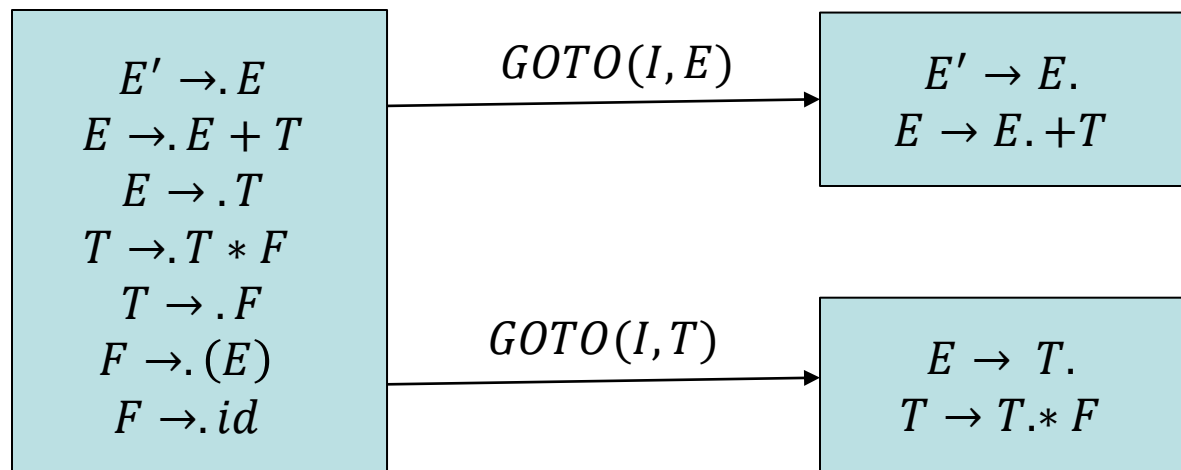 E′ →. E
E →. E + T
E → . T
T →. T ∗ F
T → . F
F →. (E)
F →. id
GOTO(I, E)
E′ → E.
E → E. +T
GOTO(I, T)
E → T.
T → T.∗ F